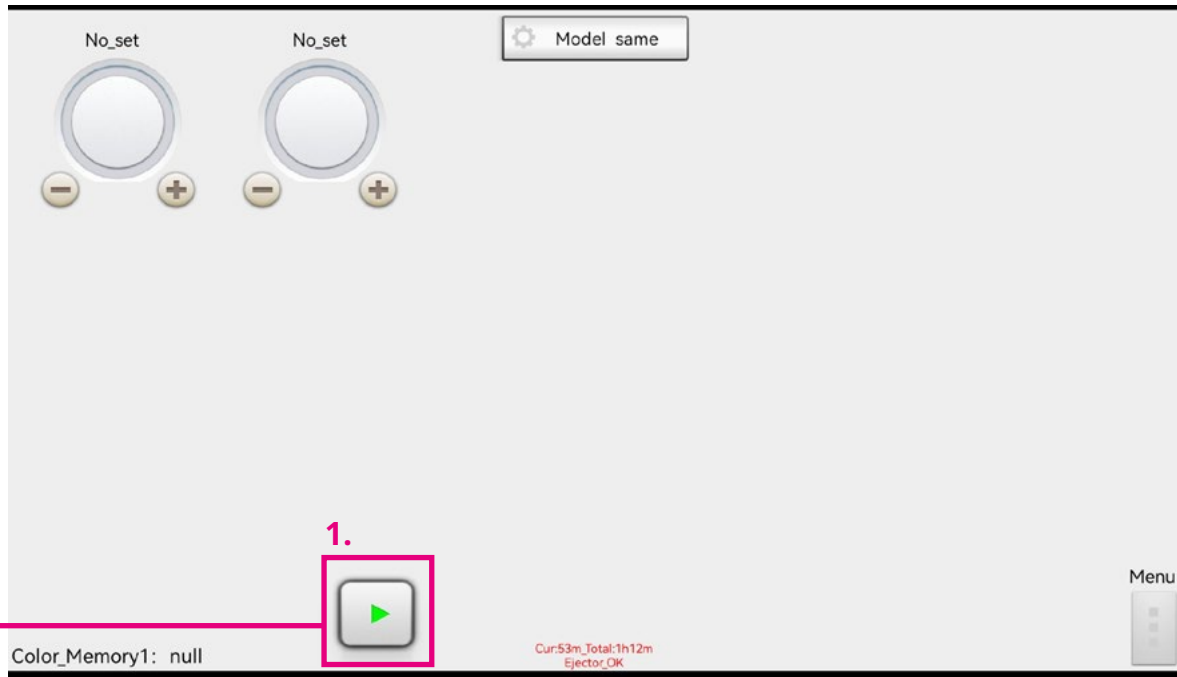 No_set
No_set
Model same
1.
Menu
Color_Memory1: null
Cur:53m_Total:1h12m
Ejector_OK